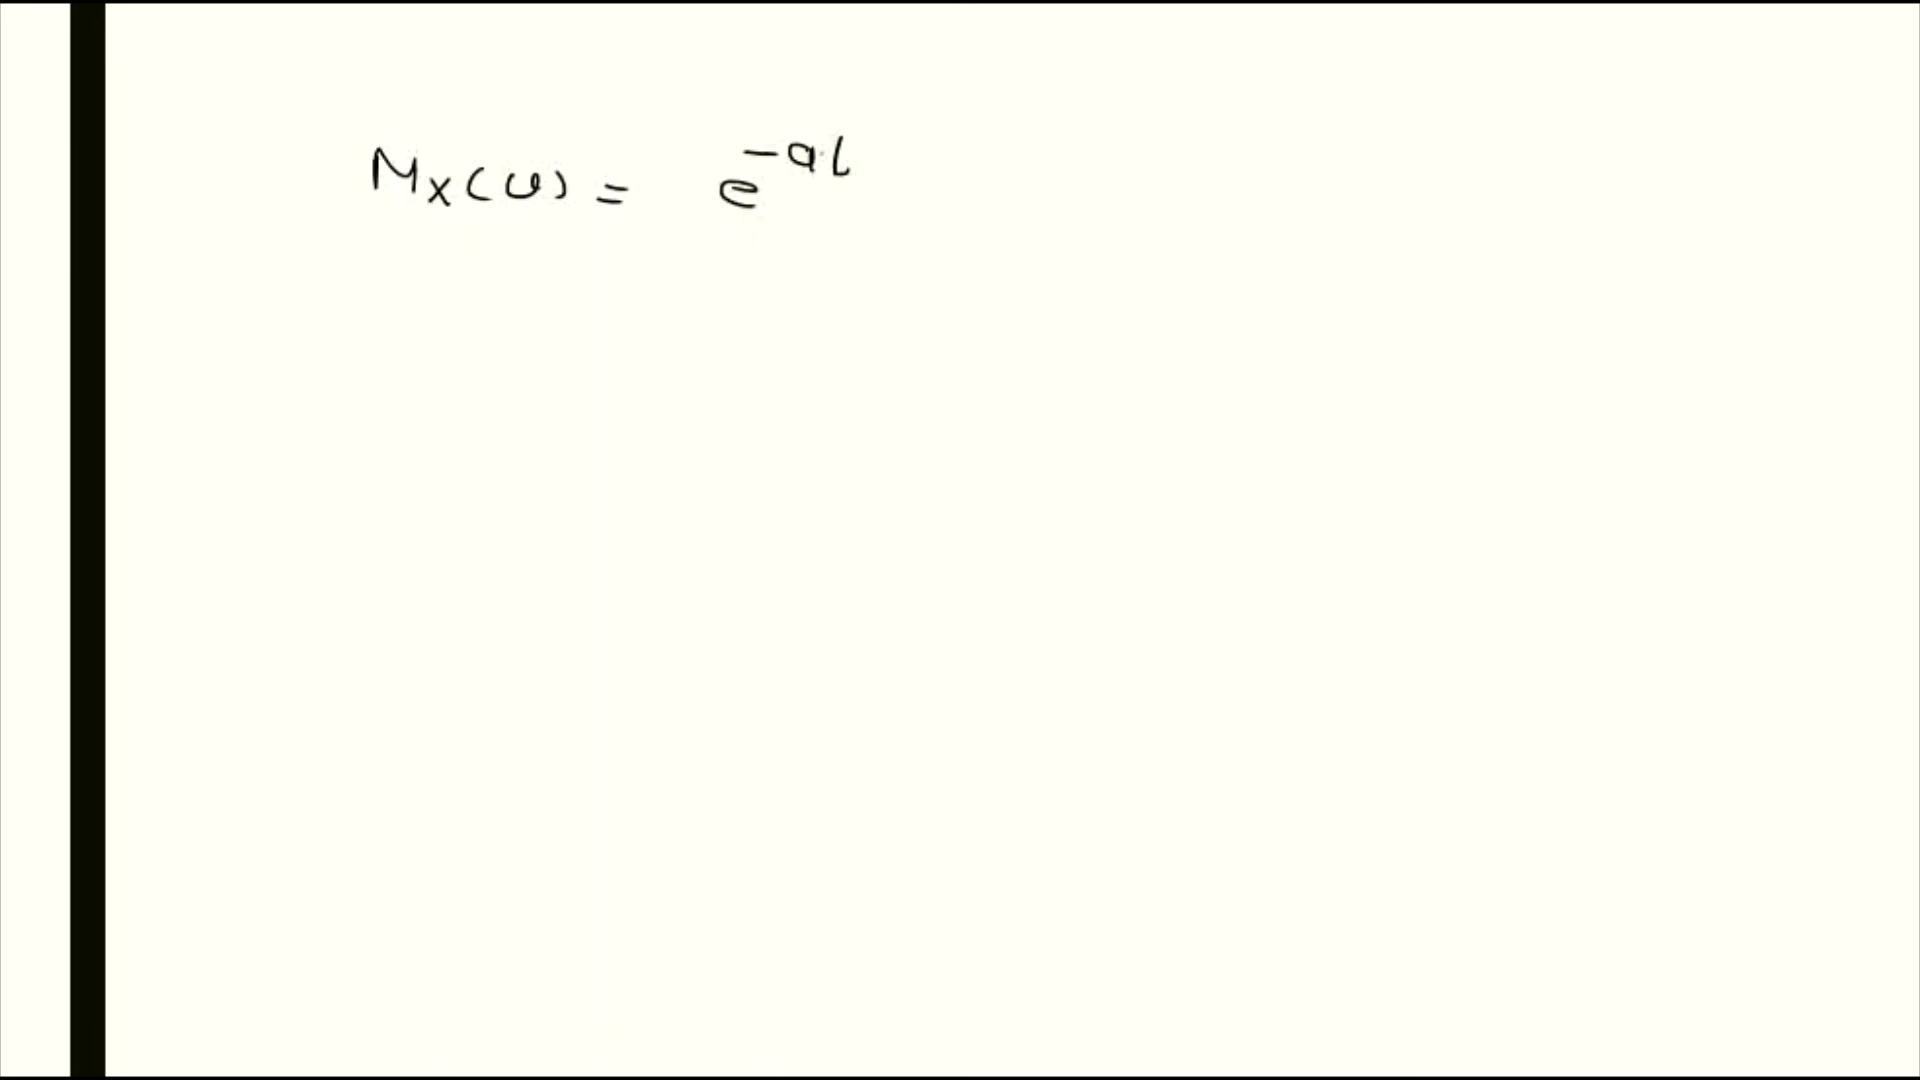 Mx(u) = e^-al